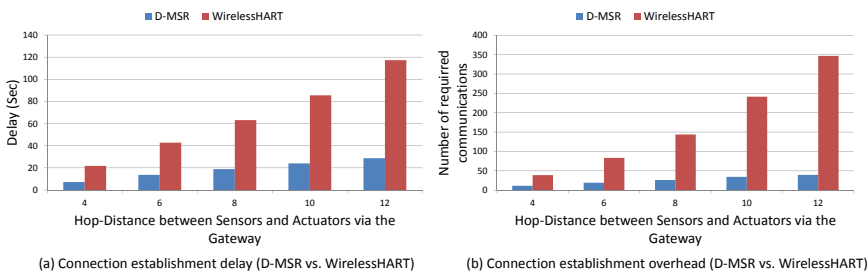 D-MSR WirelessHART
140
120
100
80
60
40
20
0
Delay (Sec)
4 6 8 10 12
Hop-Distance between Sensors and Actuators via the
Gateway
(a) Connection establishment delay (D-MSR vs. WirelessHART)
D-MSR WirelessHART
400
350
300
250
200
150
100
50
0
Number of requirred
communications
4 6 8 10 12
Hop-Distance between Sensors and Actuators via the
Gateway
(b) Connection establishment overhead (D-MSR vs. WirelessHART)